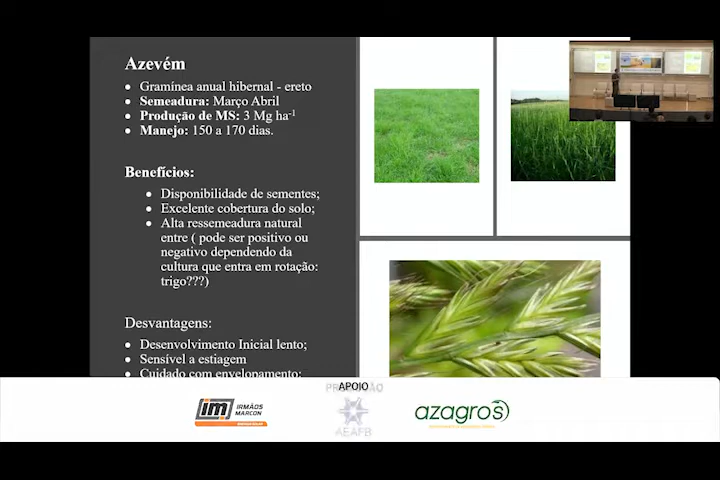 Azevém
Gramínea anual hibernal - ereto
Semeadura: Março Abril
Produção de MS: 3 Mg ha-1
Manejo: 150 a 170 dias.
Benefícios:
Disponibilidade de sementes;
Excelente cobertura do solo;
Alta ressemeadura natural
entre ( pode ser positivo ou
negativo dependendo da
cultura que entra em rotação:
trigo???)
Desvantagens:
Desenvolvimento Inicial lento;
Sensível a estiagem
Cuidado com envelopamento;
APOIO
im IRMÃOS
MARCON
AEAFB
azagros